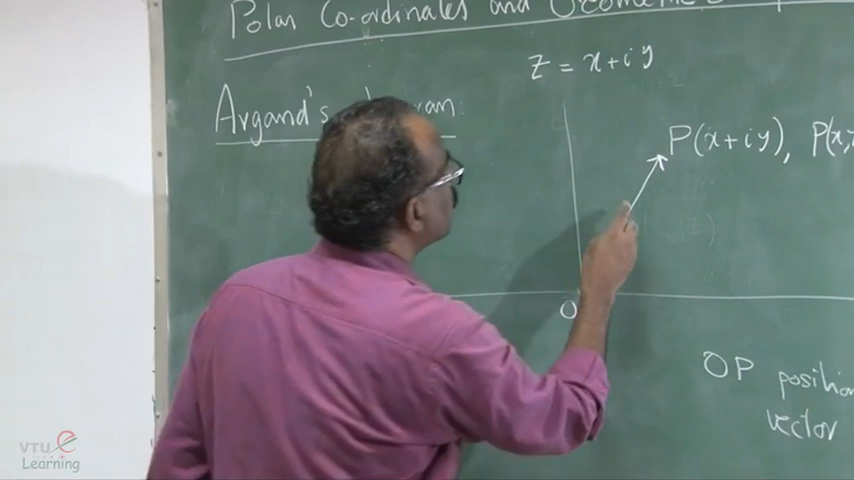 Polar Co-ordinates and
z = x + iy
Argand's
P(x + iy), P(x,
O
OP position
vector
VTU e
Learning